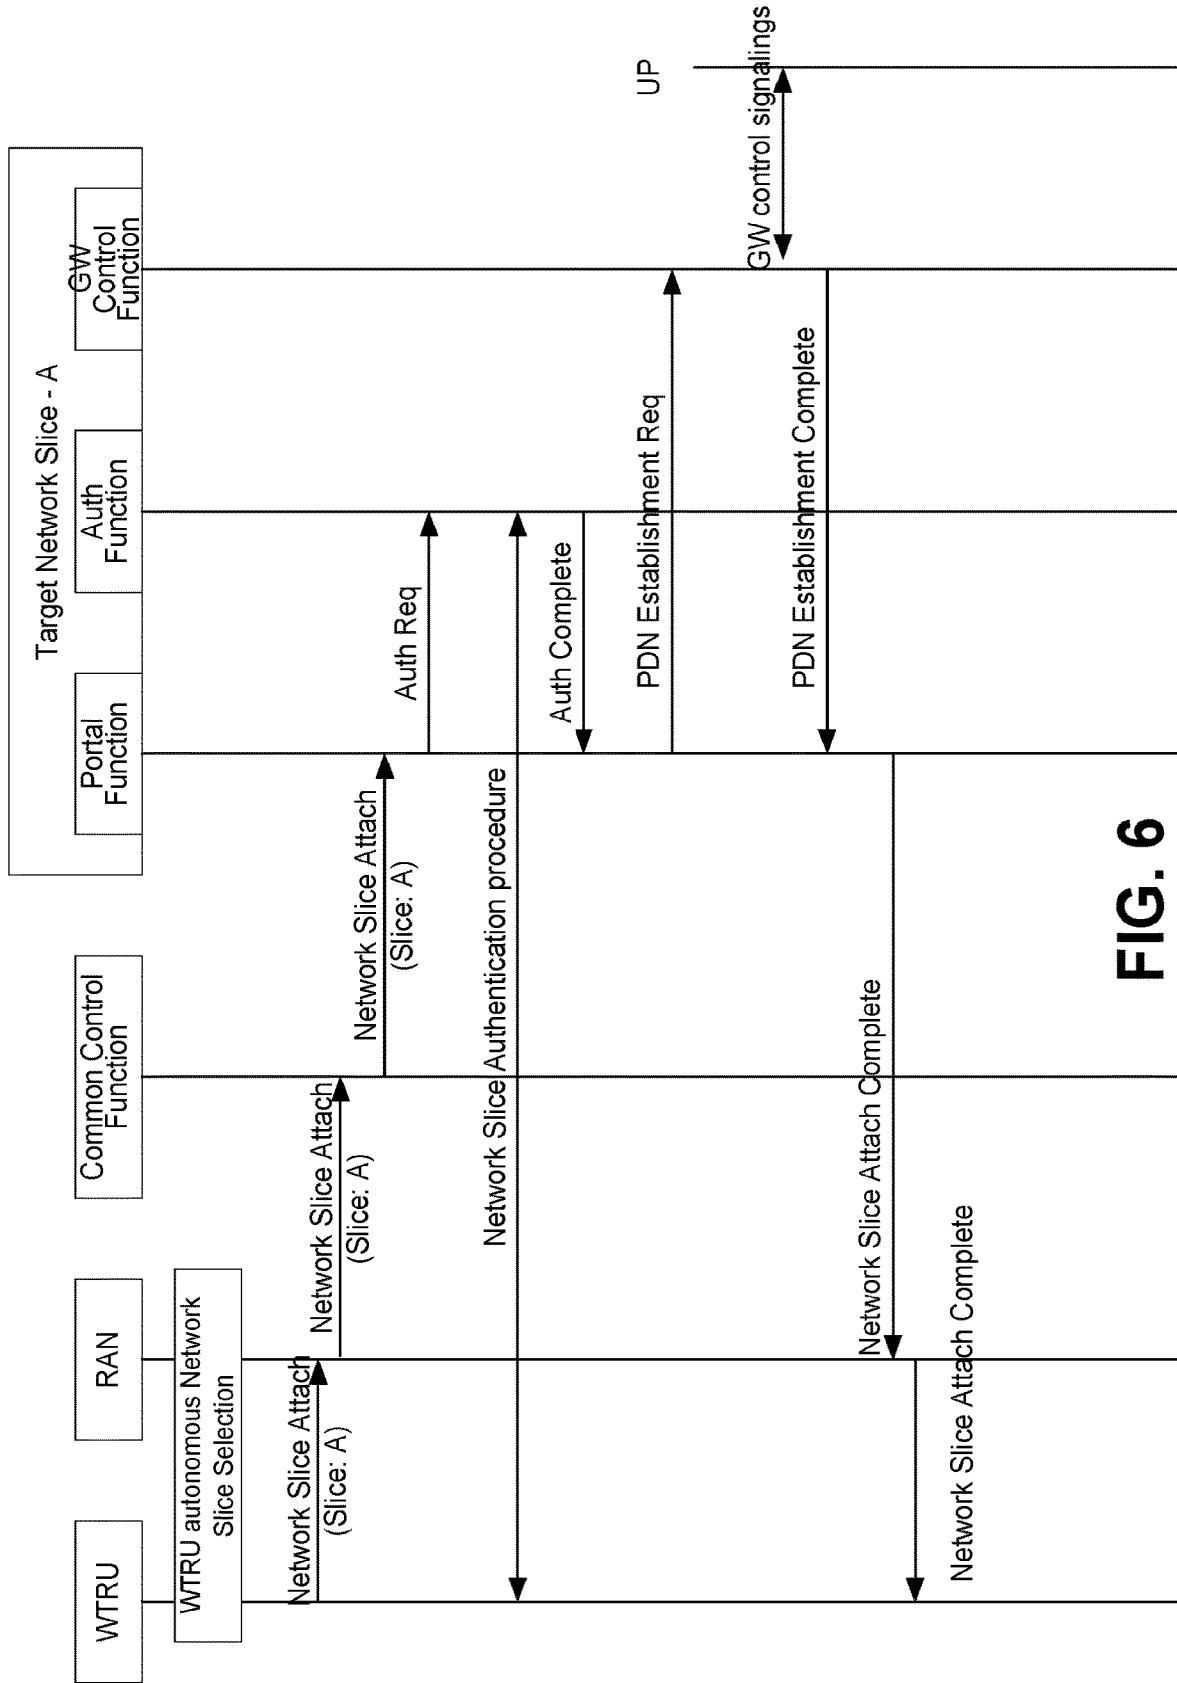 Target Network Slice - A
WTRU
RAN
Common Control
Function
Portal
Function
Auth
Function
GW
Control
Function
UP
WTRU autonomous Network
Slice Selection
Network Slice Attach
(Slice: A)
Network Slice Attach
(Slice: A)
Network Slice Attach
(Slice: A)
Auth Req
Network Slice Authentication procedure
Auth Complete
PDN Establishment Req
GW control signalings
PDN Establishment Complete
Network Slice Attach Complete
Network Slice Attach Complete
FIG. 6